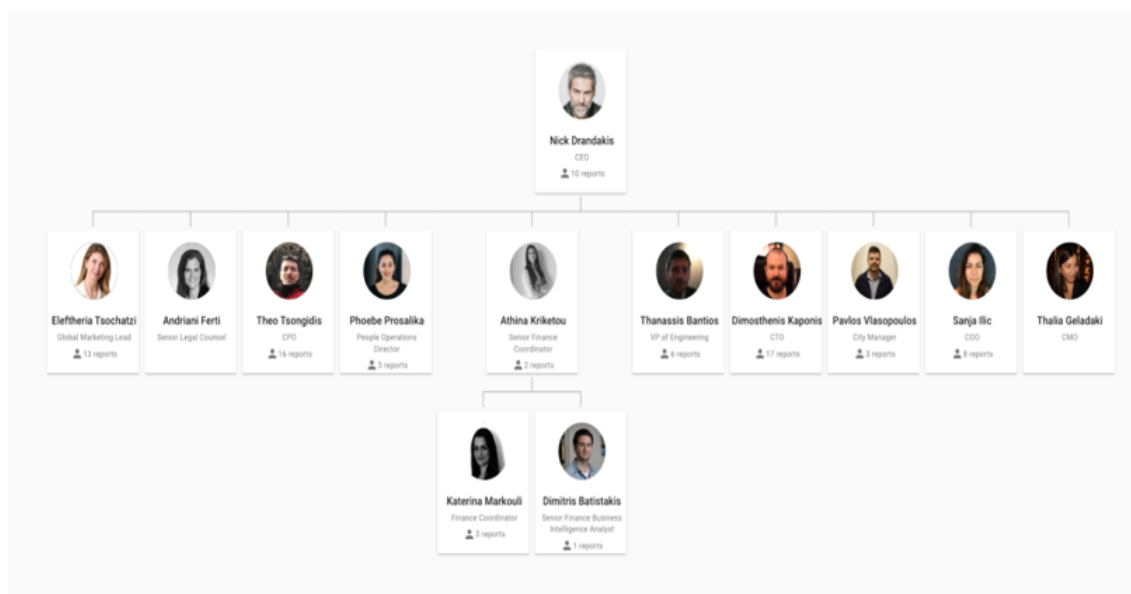 Nick Drandakis
CEO
10 reports
Eleftheria Tsochatzi
Global Marketing Lead
13 reports
Andriani Ferti
Senior Legal Counsel
Theo Tsongidis
CPO
16 reports
Phoebe Prosalika
People Operations
Director
3 reports
Athina Kriketou
Senior Finance
Coordinator
2 reports
Thanassis Bantios
VP of Engineering
6 reports
Dimosthenis Kaponis
CTO
17 reports
Pavlos Vlasopoulos
City Manager
3 reports
Sanja Ilic
COO
8 reports
Thalia Geladaki
CMO
Katerina Markouli
Finance Coordinator
3 reports
Dimitris Batistakis
Senior Finance Business
Intelligence Analyst
1 reports